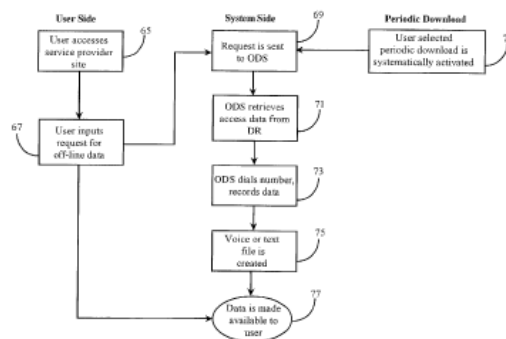 User Side
System Side
Periodic Download
65
User accesses
service provider
site
69
Request is sent
to ODS
User selected
periodic download is
systematically activated
7
67
User inputs
request for
off-line data
ODS retrieves
access data from
DR
71
ODS dials number,
records data
73
Voice or text
file is
created
75
Data is made
available to
user
77